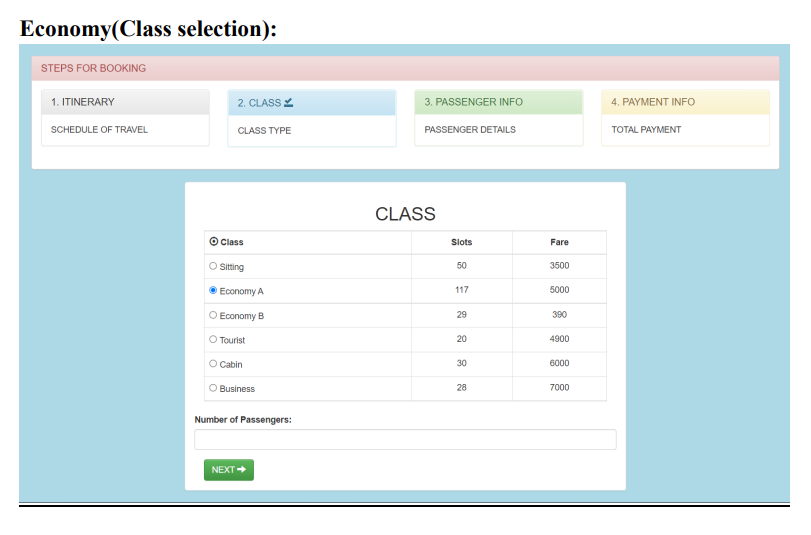 Economy(Class selection):
STEPS FOR BOOKING
1. ITINERARY
SCHEDULE OF TRAVEL
2. CLASS
CLASS TYPE
3. PASSENGER INFO
PASSENGER DETAILS
4. PAYMENT INFO
TOTAL PAYMENT
CLASS
Class Slots Fare
Sitting 50 3500
Economy A 117 5000
Economy B 29 390
Tourist 20 4900
Cabin 30 6000
Business 28 7000
Number of Passengers:
NEXT